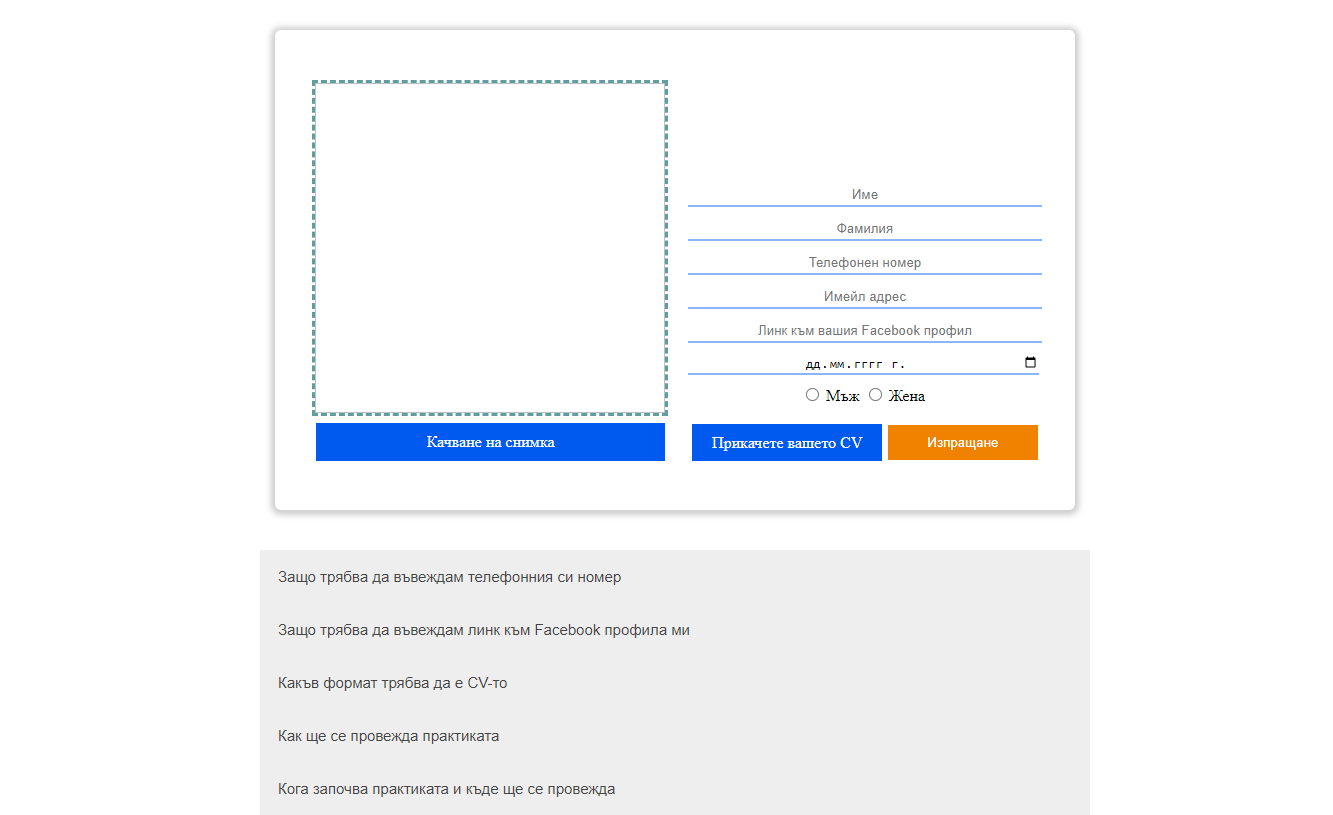 Име
Фамилия
Телефонен номер
Имейл адрес
Линк към вашия Facebook профил
дд.мм.гггг г.
Мъж Жена
Качване на снимка
Прикачете вашето CV
Изпращане
Защо трябва да въвеждам телефонния си номер
Защо трябва да въвеждам линк към Facebook профила ми
Какъв формат трябва да е CV-то
Как ще се провежда практиката
Кога започва практиката и къде ще се провежда